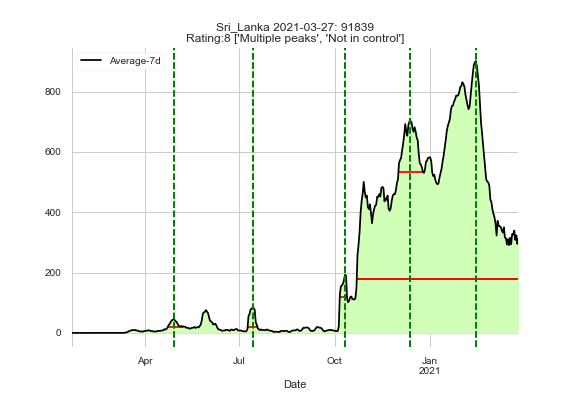 Sri_Lanka 2021-03-27: 91839
Rating:8 ['Multiple peaks', 'Not in control']
Average-7d
800
600
400
200
0
Apr
Jul
Oct
Jan
2021
Date